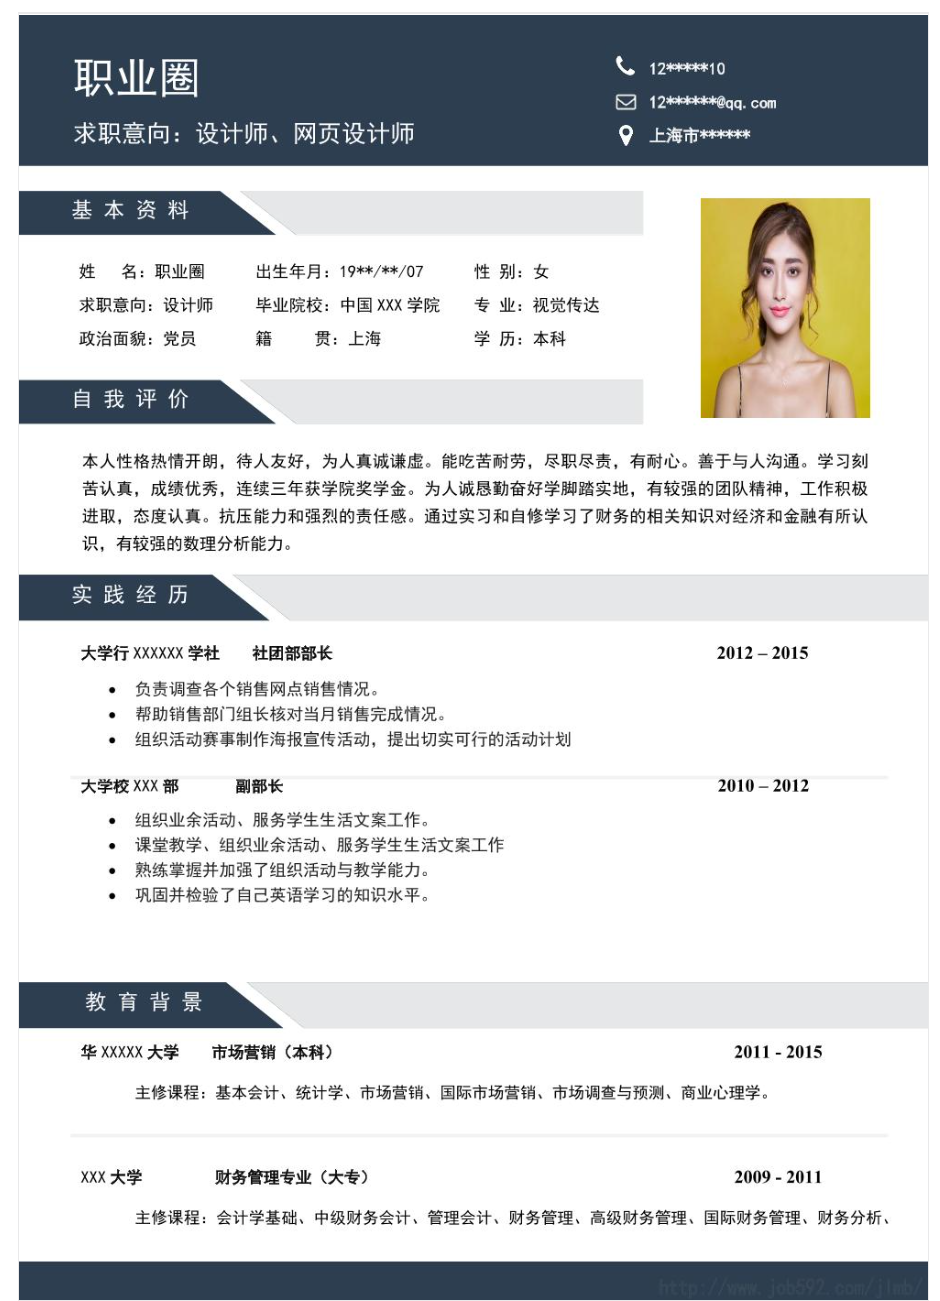 职业圈
求职意向：设计师、网页设计师
12*****10
12******@qq.com
上海市******
基本资料
姓 名：职业圈 出生年月：19**/**/07 性 别：女
求职意向：设计师 毕业院校：中国 XXX 学院 专 业：视觉传达
政治面貌：党员 籍 贯：上海 学 历：本科
自我评价
本人性格热情开朗，待人友好，为人真诚谦虚。能吃苦耐劳，尽职尽责，有耐心。善于与人沟通。学习刻
苦认真，成绩优秀，连续三年获学院奖学金。为人诚恳勤奋好学脚踏实地，有较强的团队精神，工作积极
进取，态度认真。抗压能力和强烈的责任感。通过实习和自修学习了财务的相关知识对经济和金融有所认
识，有较强的数理分析能力。
实践经历
大学行 XXXXXX 学社 社团部部长 2012 – 2015
• 负责调查各个销售网点销售情况。
• 帮助销售部门组长核对当月销售完成情况。
• 组织活动赛事制作海报宣传活动，提出切实可行的活动计划
大学校 XXX 部 副部长 2010 – 2012
• 组织业余活动、服务学生生活文案工作。
• 课堂教学、组织业余活动、服务学生生活文案工作
• 熟练掌握并加强了组织活动与教学能力。
• 巩固并检验了自己英语学习的知识水平。
教育背景
华 XXXXX 大学 市场营销（本科） 2011 - 2015
主修课程：基本会计、统计学、市场营销、国际市场营销、市场调查与预测、商业心理学。
XXX 大学 财务管理专业（大专） 2009 - 2011
主修课程：会计学基础、中级财务会计、管理会计、财务管理、高级财务管理、国际财务管理、财务分析、
http://www.job592.com/jlmb/